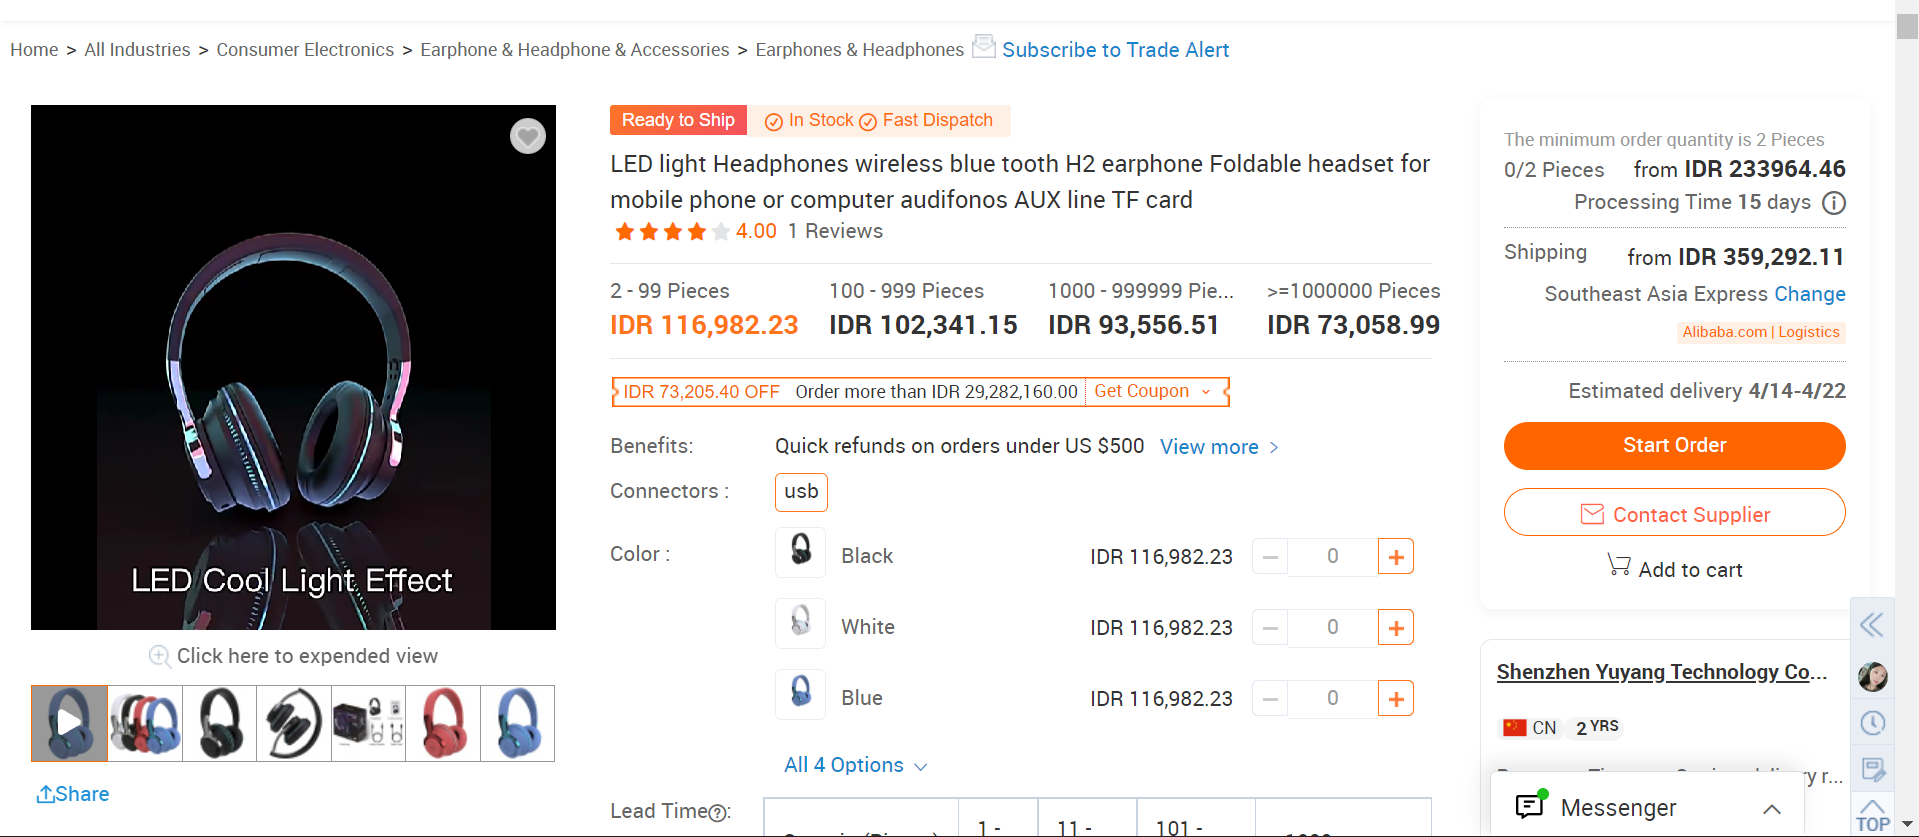 Home > All Industries > Consumer Electronics > Earphone & Headphone & Accessories > Earphones & Headphones Subscribe to Trade Alert
LED Cool Light Effect
Click here to expended view
Share
Ready to Ship In Stock Fast Dispatch
LED light Headphones wireless blue tooth H2 earphone Foldable headset for
mobile phone or computer audifonos AUX line TF card
4.00 1 Reviews
2 - 99 Pieces 100 - 999 Pieces 1000 - 999999 Pie... >=1000000 Pieces
IDR 116,982.23 IDR 102,341.15 IDR 93,556.51 IDR 73,058.99
IDR 73,205.40 OFF Order more than IDR 29,282,160.00 Get Coupon
Benefits: Quick refunds on orders under US $500 View more >
Connectors : usb
Color : Black IDR 116,982.23 − 0 +
White IDR 116,982.23 − 0 +
Blue IDR 116,982.23 − 0 +
All 4 Options
Lead Time?:
1 - 11 - 101 -
The minimum order quantity is 2 Pieces
0/2 Pieces from IDR 233964.46
Processing Time 15 days
Shipping from IDR 359,292.11
Southeast Asia Express Change
Alibaba.com | Logistics
Estimated delivery 4/14-4/22
Start Order
Contact Supplier
Add to cart
Shenzhen Yuyang Technology Co...
CN 2 YRS
Messenger
TOP